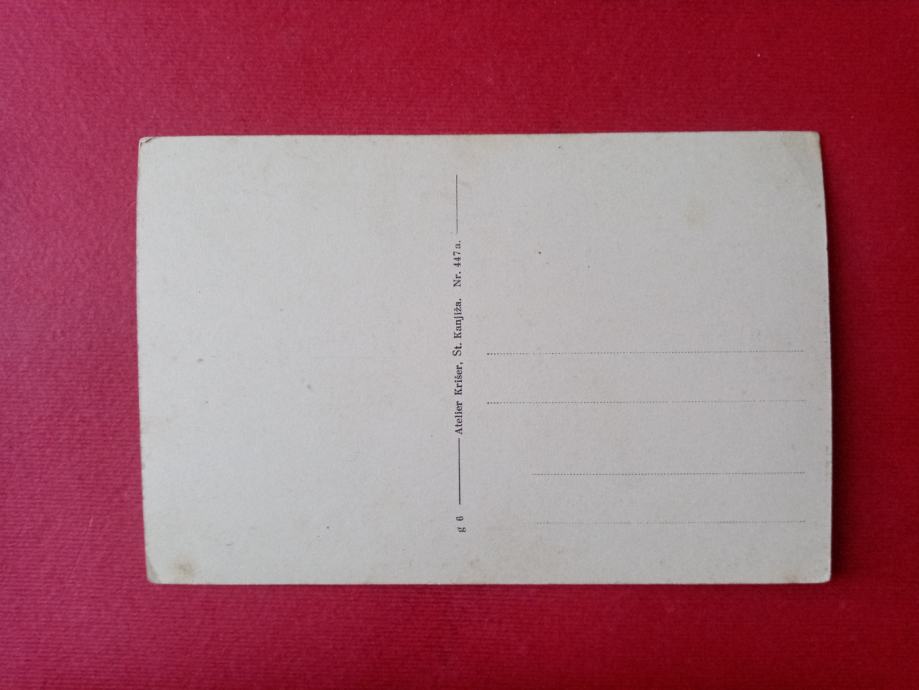 g 6 Atelier Krišer, St. Kanjiža. Nr. 447 a.